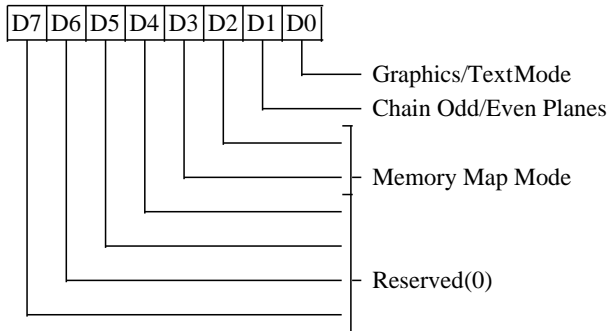 D7 D6 D5 D4 D3 D2 D1 D0
Graphics/TextMode
Chain Odd/Even Planes
Memory Map Mode
Reserved(0)